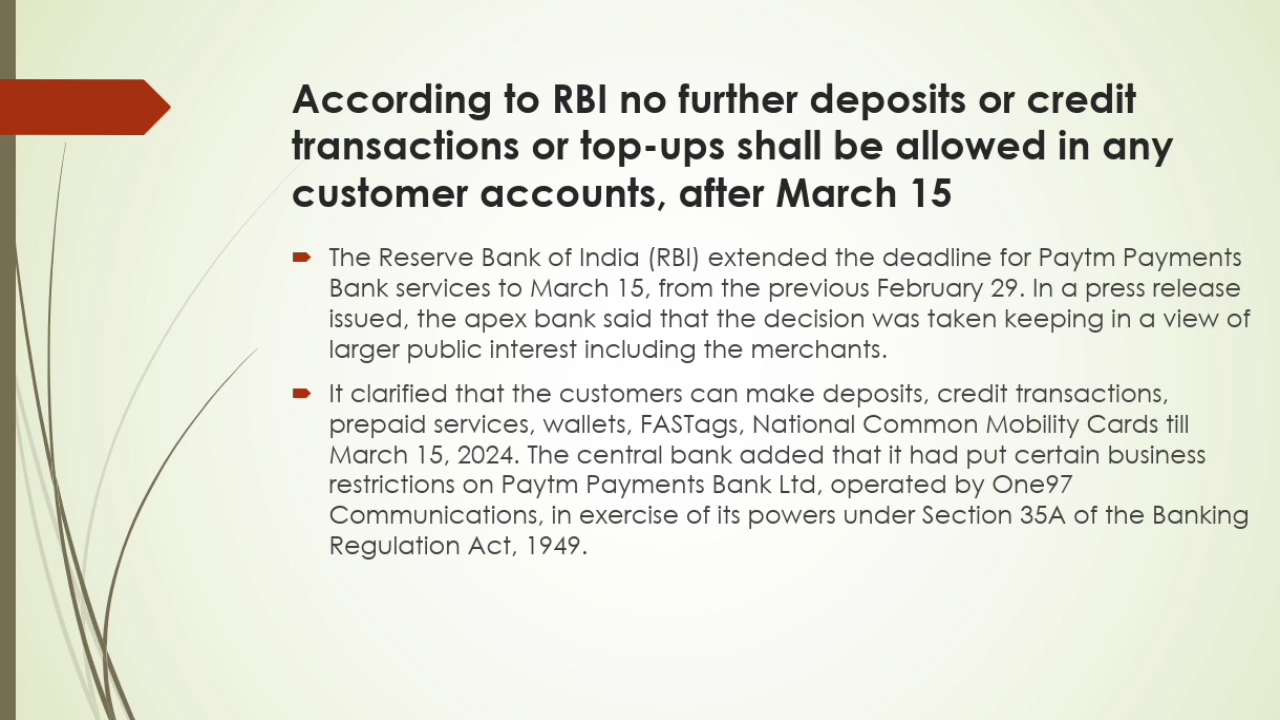 According to RBI no further deposits or credit
transactions or top-ups shall be allowed in any
customer accounts, after March 15
The Reserve Bank of India (RBI) extended the deadline for Paytm Payments
Bank services to March 15, from the previous February 29. In a press release
issued, the apex bank said that the decision was taken keeping in a view of
larger public interest including the merchants.
It clarified that the customers can make deposits, credit transactions,
prepaid services, wallets, FASTags, National Common Mobility Cards till
March 15, 2024. The central bank added that it had put certain business
restrictions on Paytm Payments Bank Ltd, operated by One97
Communications, in exercise of its powers under Section 35A of the Banking
Regulation Act, 1949.